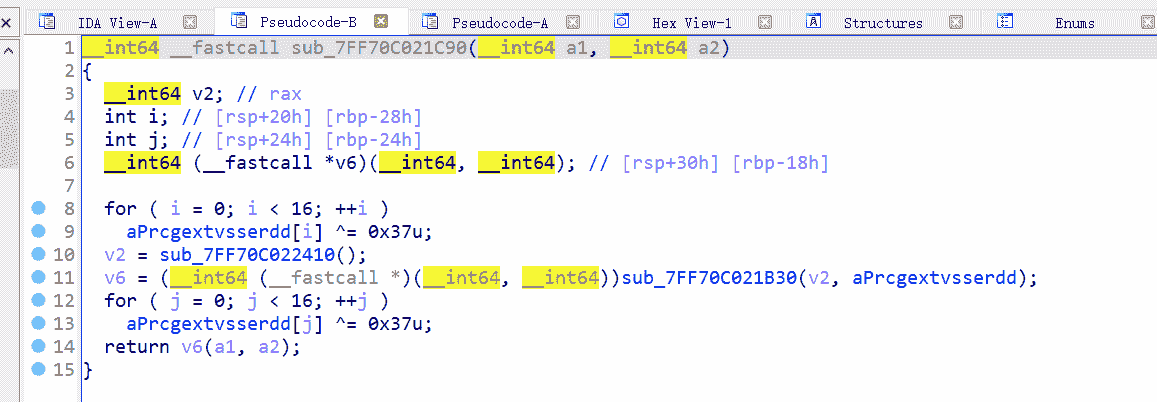 IDA View-A Pseudocode-B Pseudocode-A Hex View-1 Structures Enums
1 __int64 __fastcall sub_7FF70C021C90(__int64 a1, __int64 a2)
2 {
3 __int64 v2; // rax
4 int i; // [rsp+20h] [rbp-28h]
5 int j; // [rsp+24h] [rbp-24h]
6 __int64 (__fastcall *v6)(__int64, __int64); // [rsp+30h] [rbp-18h]
7
8 for ( i = 0; i < 16; ++i )
9 aPrcgextvsserdd[i] ^= 0x37u;
10 v2 = sub_7FF70C022410();
11 v6 = (__int64 (__fastcall *)(__int64, __int64))sub_7FF70C021B30(v2, aPrcgextvsserdd);
12 for ( j = 0; j < 16; ++j )
13 aPrcgextvsserdd[j] ^= 0x37u;
14 return v6(a1, a2);
15 }